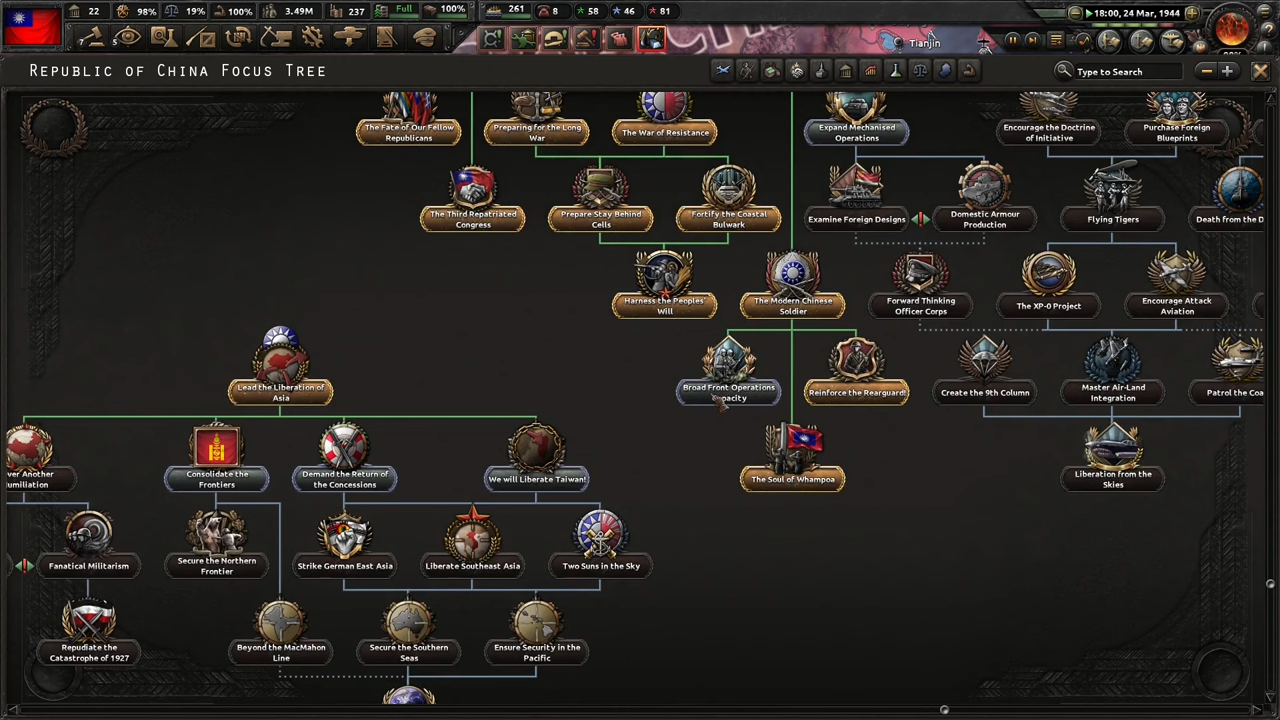 22 98% 19% 100% 3.49M 237 Full 100% 261 8 58 46 81
18:00, 24 Mar, 1944
Tianjin
Republic of China Focus Tree
Type to Search
The Fate of Our Fellow
Republicans
Preparing for the Long
War
The War of Resistance
Expand Mechanised
Operations
Encourage the Doctrine
of Initiative
Purchase Foreign
Blueprints
The Third Repatriated
Congress
Prepare Stay Behind
Cells
Fortify the Coastal
Bulwark
Examine Foreign Designs
Domestic Armour
Production
Flying Tigers
Death from the D
Harness the Peoples'
Will
The Modern Chinese
Soldier
Forward Thinking
Officer Corps
The XP-0 Project
Encourage Attack
Aviation
Lead the Liberation of
Asia
Broad Front Operations
pacity
Reinforce the Rearguard!
Create the 9th Column
Master Air-Land
Integration
Patrol the Coa
ver Another
umiliation
Consolidate the
Frontiers
Demand the Return of
the Concessions
We will Liberate Taiwan!
The Soul of Whampoa
Liberation from the
Skies
Fanatical Militarism
Secure the Northern
Frontier
Strike German East Asia
Liberate Southeast Asia
Two Suns in the Sky
Repudiate the
Catastrophe of 1927
Beyond the MacMahon
Line
Secure the Southern
Seas
Ensure Security in the
Pacific